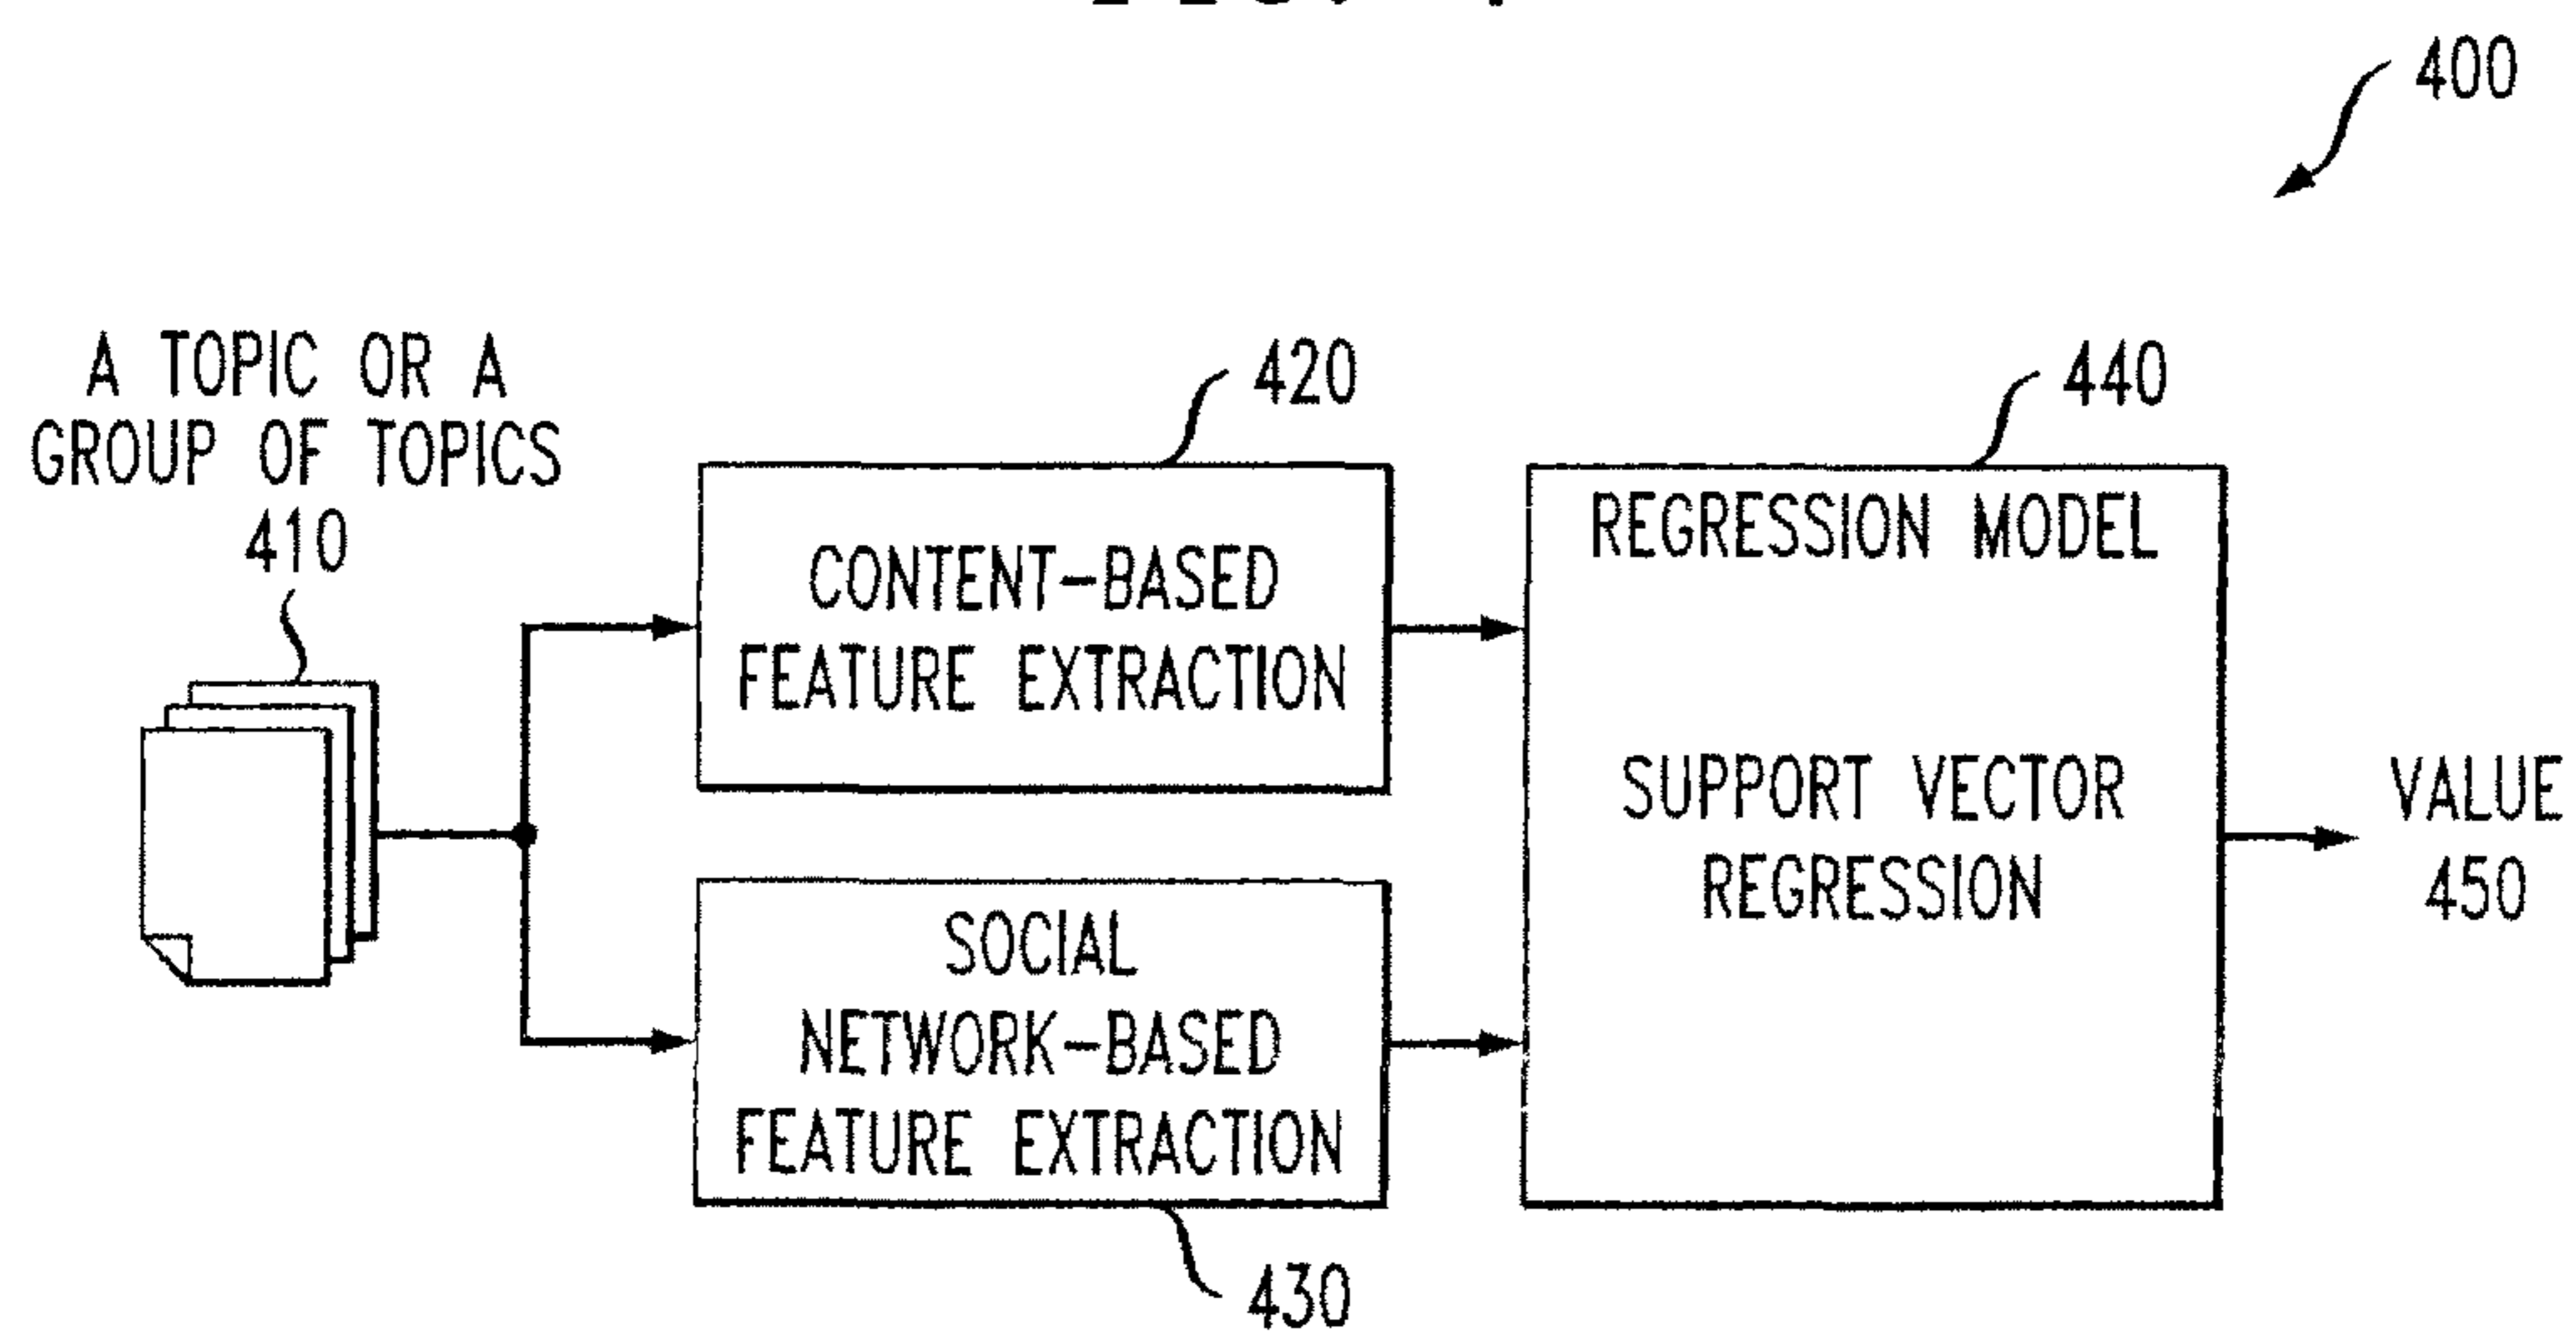 400
A TOPIC OR A
GROUP OF TOPICS
410
420
CONTENT-BASED
FEATURE EXTRACTION
SOCIAL
NETWORK-BASED
FEATURE EXTRACTION
430
440
REGRESSION MODEL
SUPPORT VECTOR
REGRESSION
VALUE
450